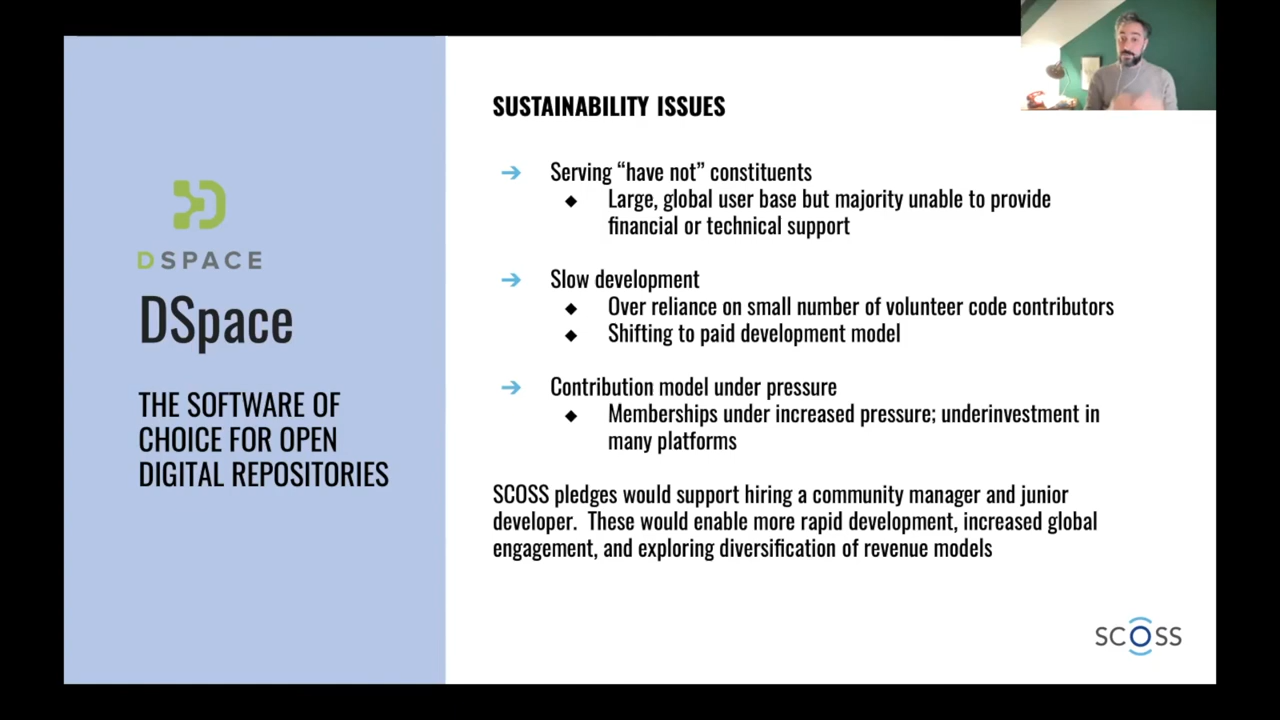 DSPACE
DSpace
THE SOFTWARE OF
CHOICE FOR OPEN
DIGITAL REPOSITORIES
SUSTAINABILITY ISSUES
➔ Serving “have not” constituents
◆ Large, global user base but majority unable to provide
financial or technical support
➔ Slow development
◆ Over reliance on small number of volunteer code contributors
◆ Shifting to paid development model
➔ Contribution model under pressure
◆ Memberships under increased pressure; underinvestment in
many platforms
SCOSS pledges would support hiring a community manager and junior
developer.  These would enable more rapid development, increased global
engagement, and exploring diversification of revenue models
SCOSS